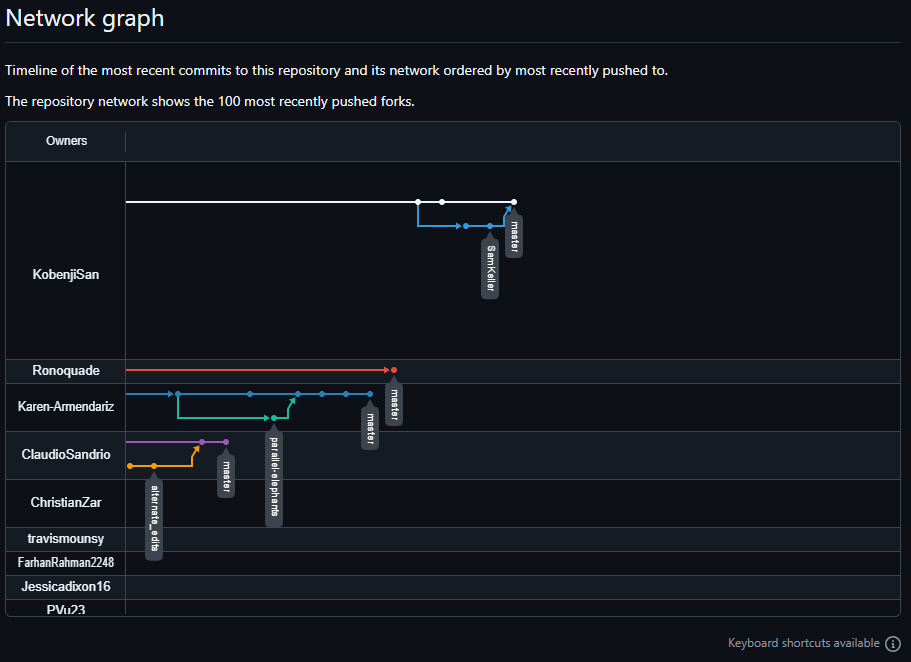 Network graph
Timeline of the most recent commits to this repository and its network ordered by most recently pushed to.
The repository network shows the 100 most recently pushed forks.
Owners
KobenjiSan
master
SamKeller
Ronoquade
master
Karen-Armendariz
master
parallel-elephants
ClaudioSandrio
master
alternate_edits
ChristianZar
travismounsy
FarhanRahman2248
Jessicadixon16
PVu23
Keyboard shortcuts available